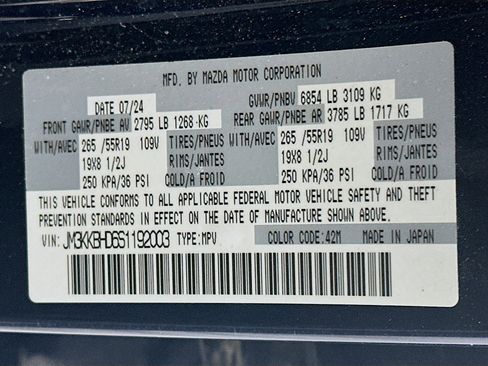 MFD. BY MAZDA MOTOR CORPORATION
DATE 07/24 GVWR/PNBV 6854 LB 3109 KG
FRONT GAWR/PNBE AV 2795 LB 1268 KG REAR GAWR/PNBE AR 3785 LB 1717 KG
WITH/AVEC 265 /55R19 109V TIRES/PNEUS WITH/AVEC 265 /55R19 109V TIRES/PNEUS
19X8 1/2J RIMS/JANTES 19X8 1/2J RIMS/JANTES
250 KPA/36 PSI COLD/A FROID 250 KPA/36 PSI COLD/A FROID
THIS VEHICLE CONFORMS TO ALL APPLICABLE FEDERAL MOTOR VEHICLE SAFETY AND THEFT
PREVENTION STANDARDS IN EFFECT ON THE DATE OF MANUFACTURE SHOWN ABOVE.
VIN: JM3KKBHD6S1192003 TYPE:MPV COLOR CODE: 42M MADE IN JAPAN